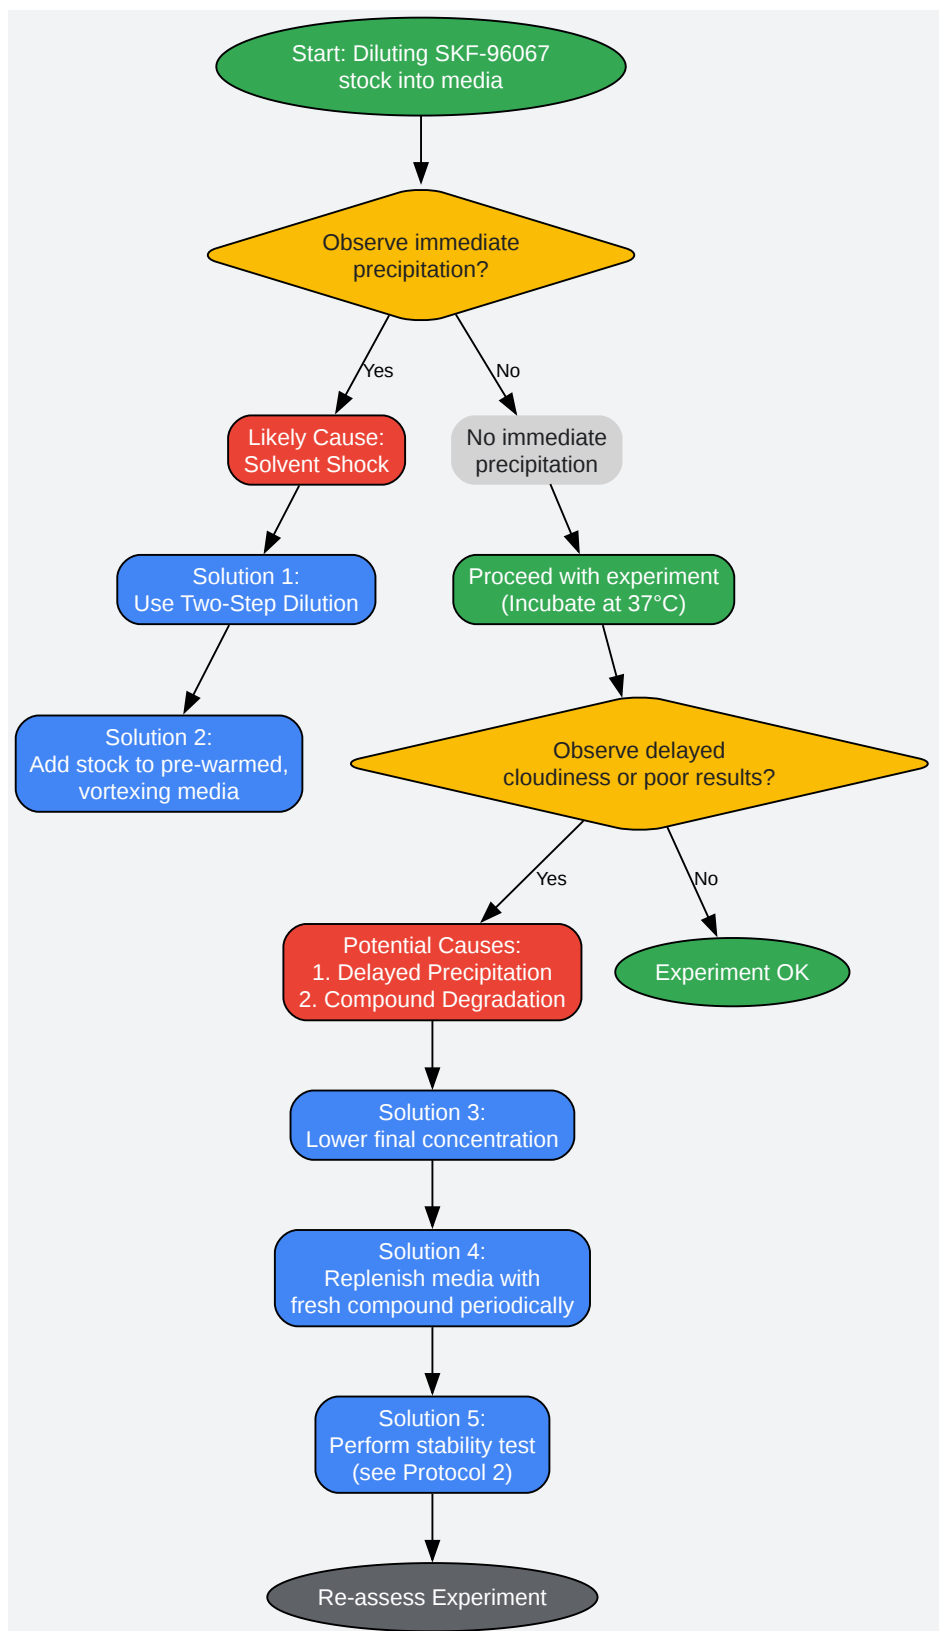 Start: Diluting SKF-96067
stock into media
Observe immediate
precipitation?
Yes
No
Likely Cause:
Solvent Shock
No immediate
precipitation
Solution 1:
Use Two-Step Dilution
Proceed with experiment
(Incubate at 37°C)
Solution 2:
Add stock to pre-warmed,
vortexing media
Observe delayed
cloudiness or poor results?
Yes
No
Potential Causes:
1. Delayed Precipitation
2. Compound Degradation
Experiment OK
Solution 3:
Lower final concentration
Solution 4:
Replenish media with
fresh compound periodically
Solution 5:
Perform stability test
(see Protocol 2)
Re-assess Experiment